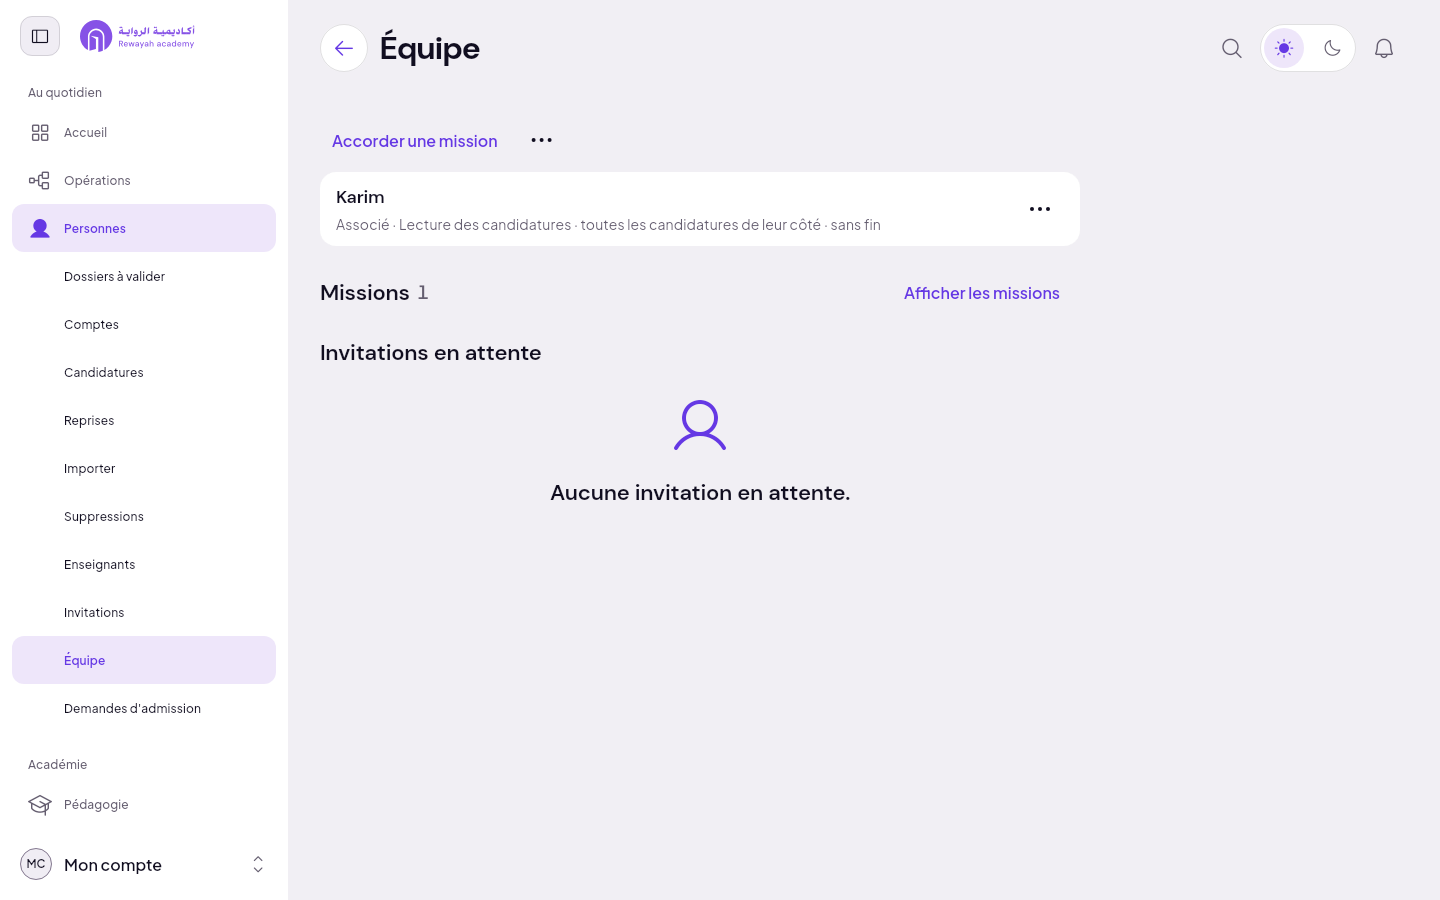 أكاديمية الرواية
Rewayah academy
Au quotidien
Accueil
Opérations
Personnes
Dossiers à valider
Comptes
Candidatures
Reprises
Importer
Suppressions
Enseignants
Invitations
Équipe
Demandes d'admission
Académie
Pédagogie
MC Mon compte
Équipe
Accorder une mission
Karim
Associé · Lecture des candidatures · toutes les candidatures de leur côté · sans fin
Missions 1
Afficher les missions
Invitations en attente
Aucune invitation en attente.